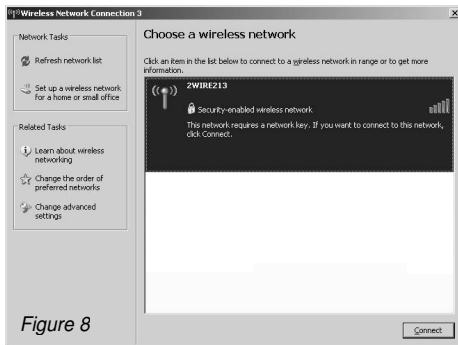 Wireless Network Connection 3
Network Tasks
Refresh network list
Set up a wireless network
for a home or small office
Related Tasks
Learn about wireless
networking
Change the order of
preferred networks
Change advanced
settings
Choose a wireless network
Click an item in the list below to connect to a wireless network in range or to get more
information.
2WIRE213
Security-enabled wireless network
This network requires a network key. If you want to connect to this network,
click Connect.
Figure 8
Connect